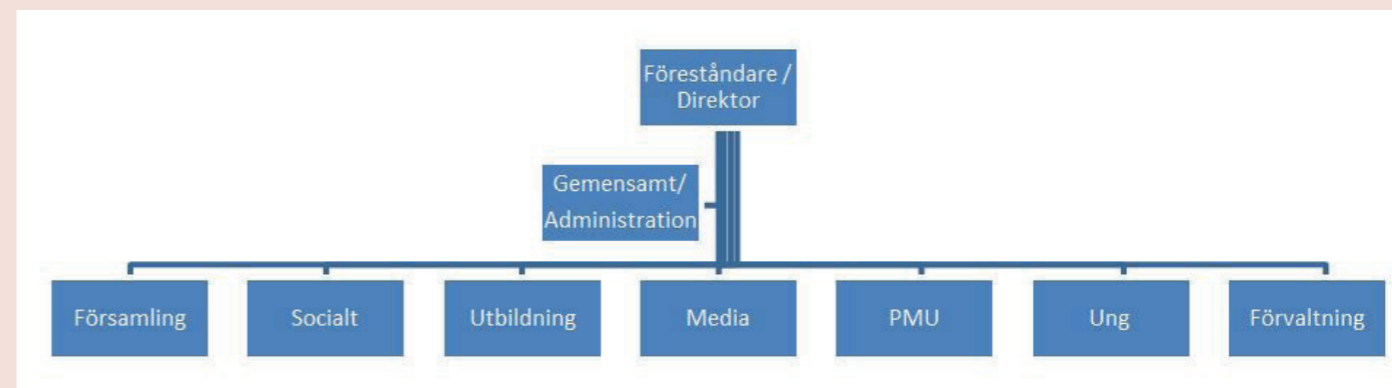 Föreståndare /
Direktor
Gemensamt/
Administration
Församling
Socialt
Utbildning
Media
PMU
Ung
Förvaltning